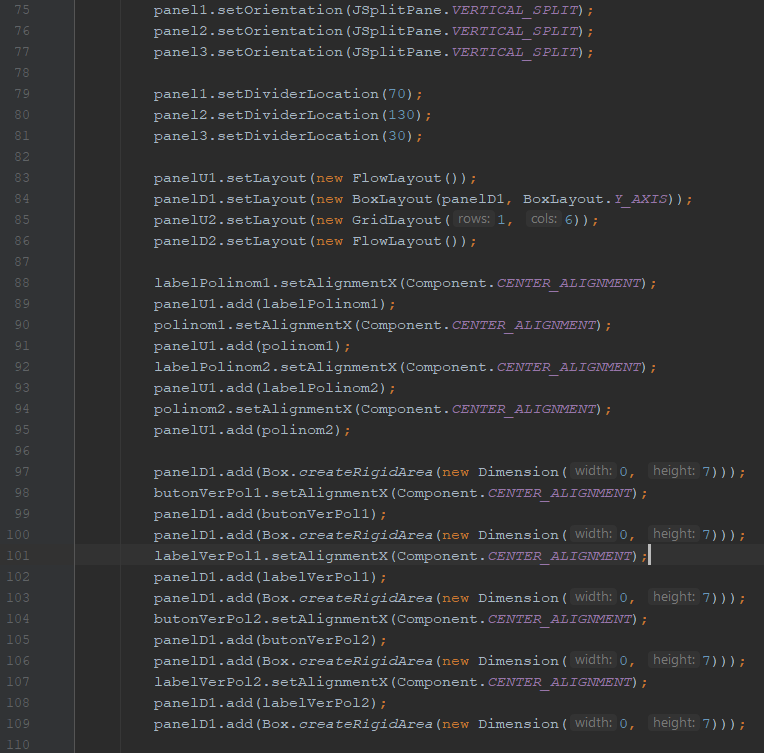 75 panel1.setOrientation(JSplitPane.VERTICAL_SPLIT);
76 panel2.setOrientation(JSplitPane.VERTICAL_SPLIT);
77 panel3.setOrientation(JSplitPane.VERTICAL_SPLIT);
78
79 panel1.setDividerLocation(70);
80 panel2.setDividerLocation(130);
81 panel3.setDividerLocation(30);
82
83 panelU1.setLayout(new FlowLayout());
84 panelD1.setLayout(new BoxLayout(panelD1, BoxLayout.Y_AXIS));
85 panelU2.setLayout(new GridLayout( rows: 1, cols: 6));
86 panelD2.setLayout(new FlowLayout());
87
88 labelPolinom1.setAlignmentX(Component.CENTER_ALIGNMENT);
89 panelU1.add(labelPolinom1);
90 polinom1.setAlignmentX(Component.CENTER_ALIGNMENT);
91 panelU1.add(polinom1);
92 labelPolinom2.setAlignmentX(Component.CENTER_ALIGNMENT);
93 panelU1.add(labelPolinom2);
94 polinom2.setAlignmentX(Component.CENTER_ALIGNMENT);
95 panelU1.add(polinom2);
96
97 panelD1.add(Box.createRigidArea(new Dimension( width: 0, height: 7)));
98 butonVerPol1.setAlignmentX(Component.CENTER_ALIGNMENT);
99 panelD1.add(butonVerPol1);
100 panelD1.add(Box.createRigidArea(new Dimension( width: 0, height: 7)));
101 labelVerPol1.setAlignmentX(Component.CENTER_ALIGNMENT);
102 panelD1.add(labelVerPol1);
103 panelD1.add(Box.createRigidArea(new Dimension( width: 0, height: 7)));
104 butonVerPol2.setAlignmentX(Component.CENTER_ALIGNMENT);
105 panelD1.add(butonVerPol2);
106 panelD1.add(Box.createRigidArea(new Dimension( width: 0, height: 7)));
107 labelVerPol2.setAlignmentX(Component.CENTER_ALIGNMENT);
108 panelD1.add(labelVerPol2);
109 panelD1.add(Box.createRigidArea(new Dimension( width: 0, height: 7)));
110